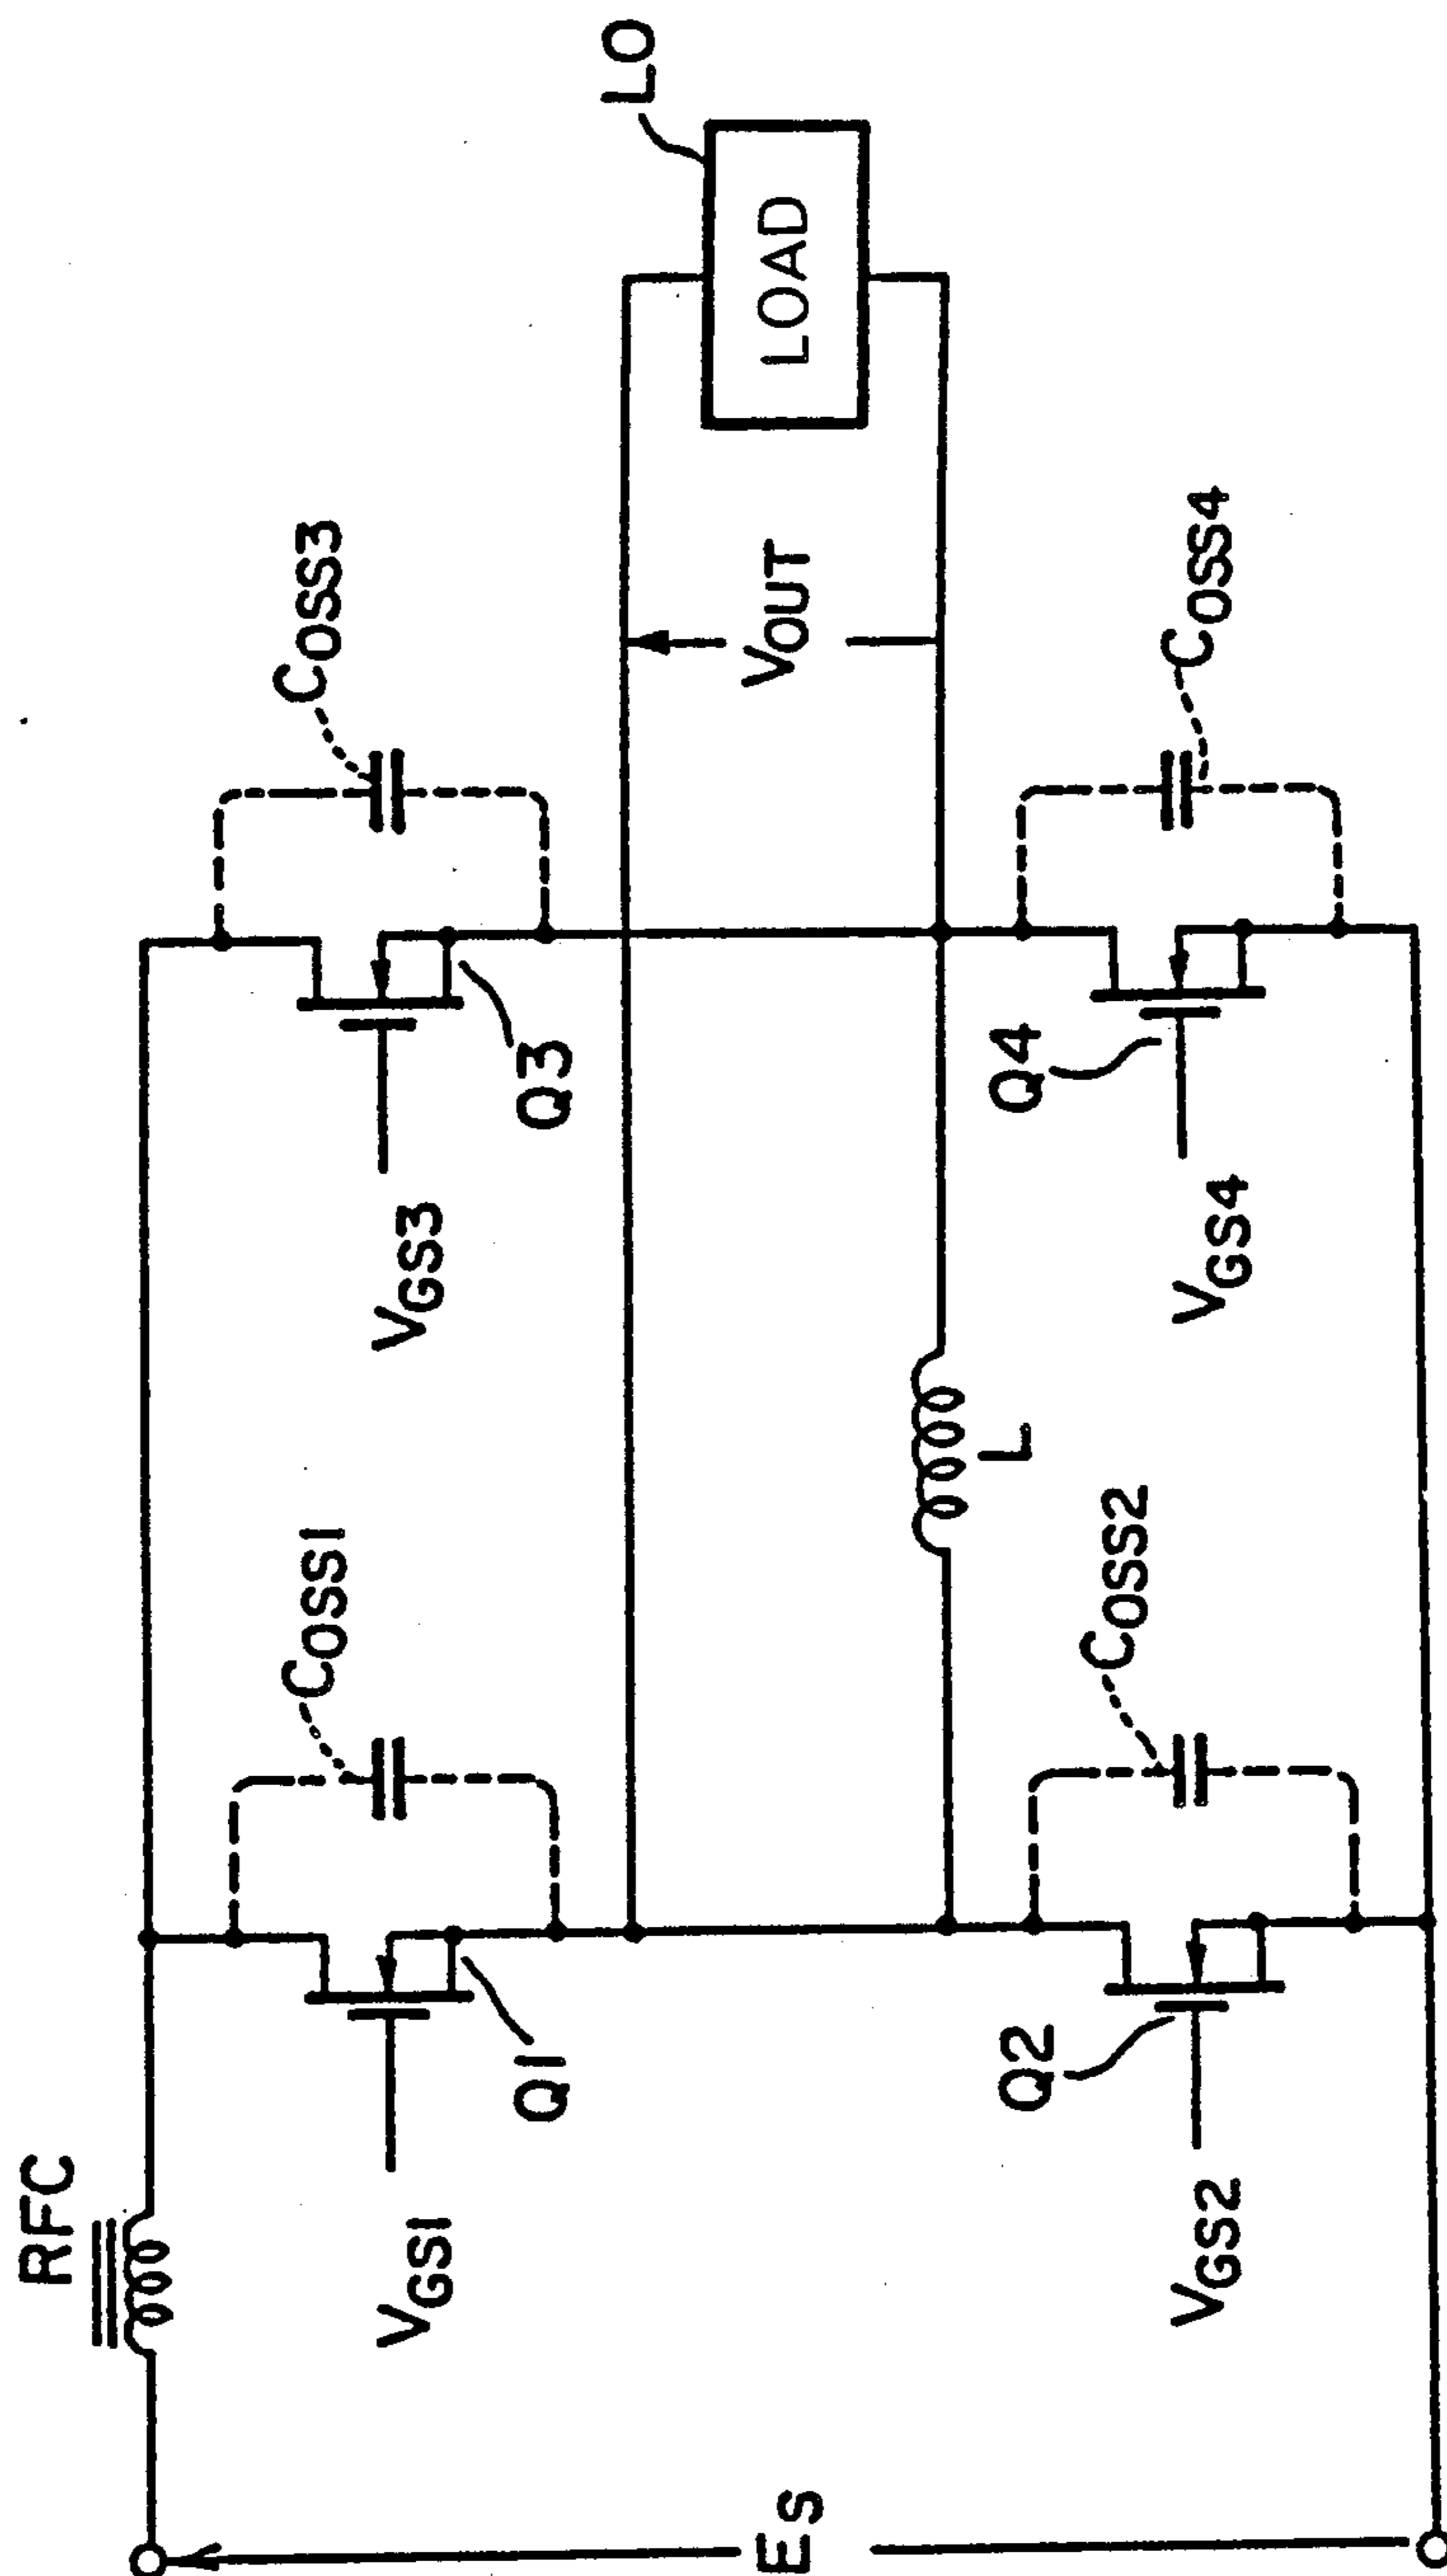 RFC
COSS1
COSS3
LO
VGS1
Q1
VGS3
Q3
ES
VOUT
LOAD
L
Q2
COSS2
Q4
COSS4
VGS2
VGS4